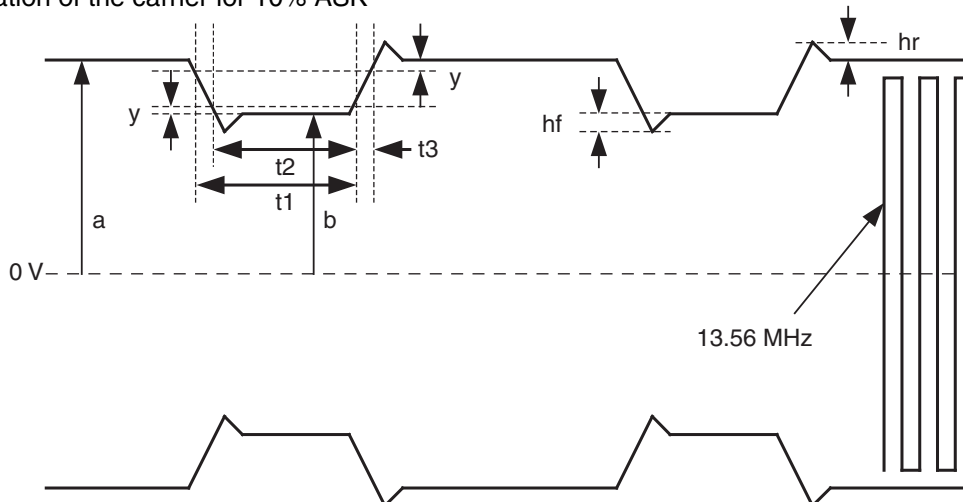 ation of the carrier for 10% ASK
hr
y
y
hf
t3
t2
t1
a
b
0 V
13.56 MHz